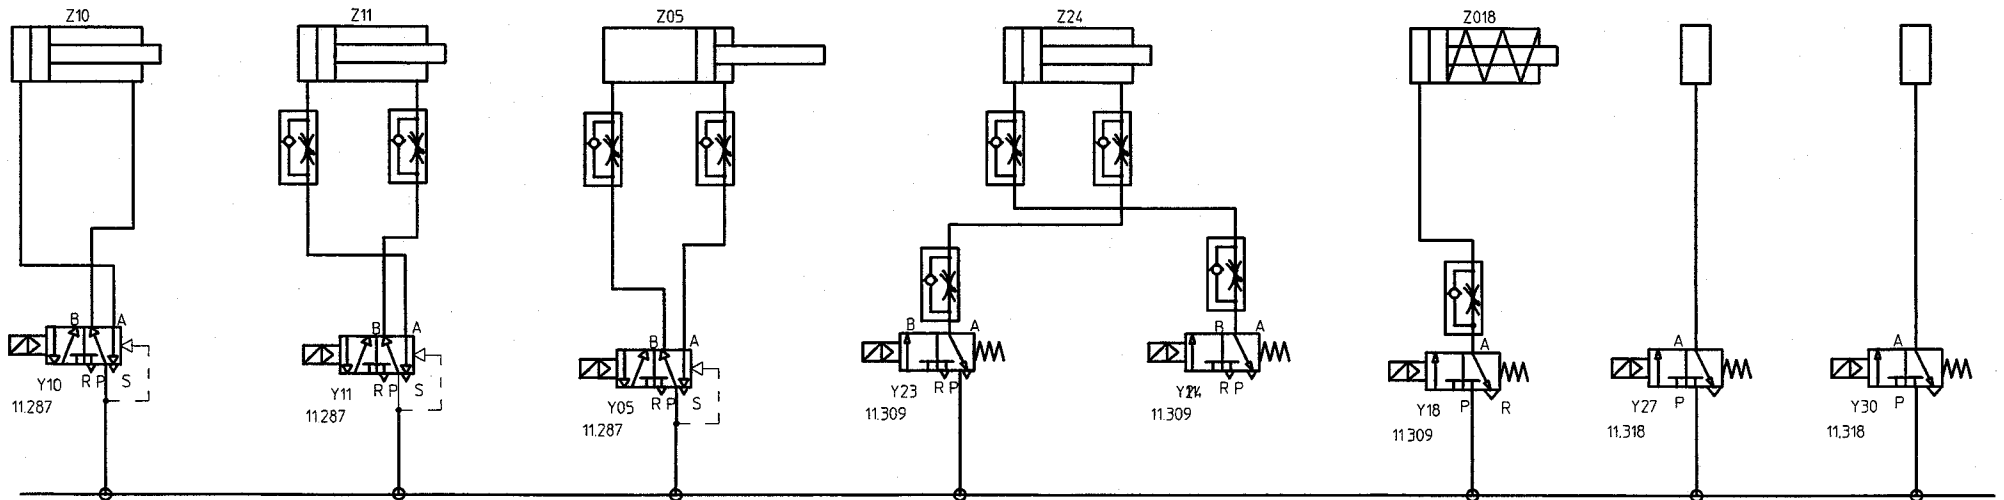 Z10
Z11
Z05
Z24
Z018
B A
R P S
Y10
11.287
B A
R P S
Y11
11.287
B A
R P S
Y05
11.287
B A
R P
Y23
11.309
B A
R P
11.309
A
P R
Y18
11 309
A
P
Y27
11.318
A
P
Y30
11.318